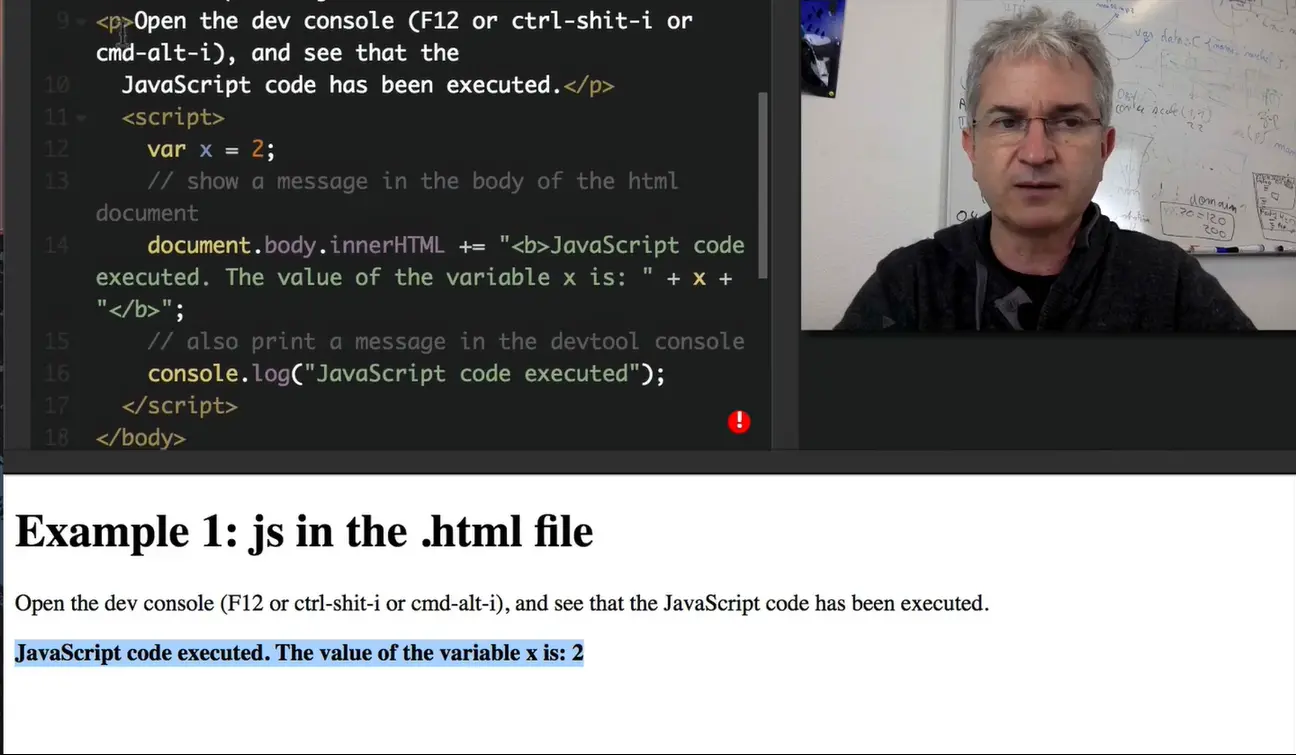 9 <p>Open the dev console (F12 or ctrl-shit-i or
cmd-alt-i), and see that the
10 JavaScript code has been executed.</p>
11 <script>
12 var x = 2;
13 // show a message in the body of the html
document
14 document.body.innerHTML += "<b>JavaScript code
executed. The value of the variable x is: " + x +
"</b>";
15 // also print a message in the devtool console
16 console.log("JavaScript code executed");
17 </script>
18 </body>
domain
20 = 120
200
Example 1: js in the .html file
Open the dev console (F12 or ctrl-shit-i or cmd-alt-i), and see that the JavaScript code has been executed.
JavaScript code executed. The value of the variable x is: 2